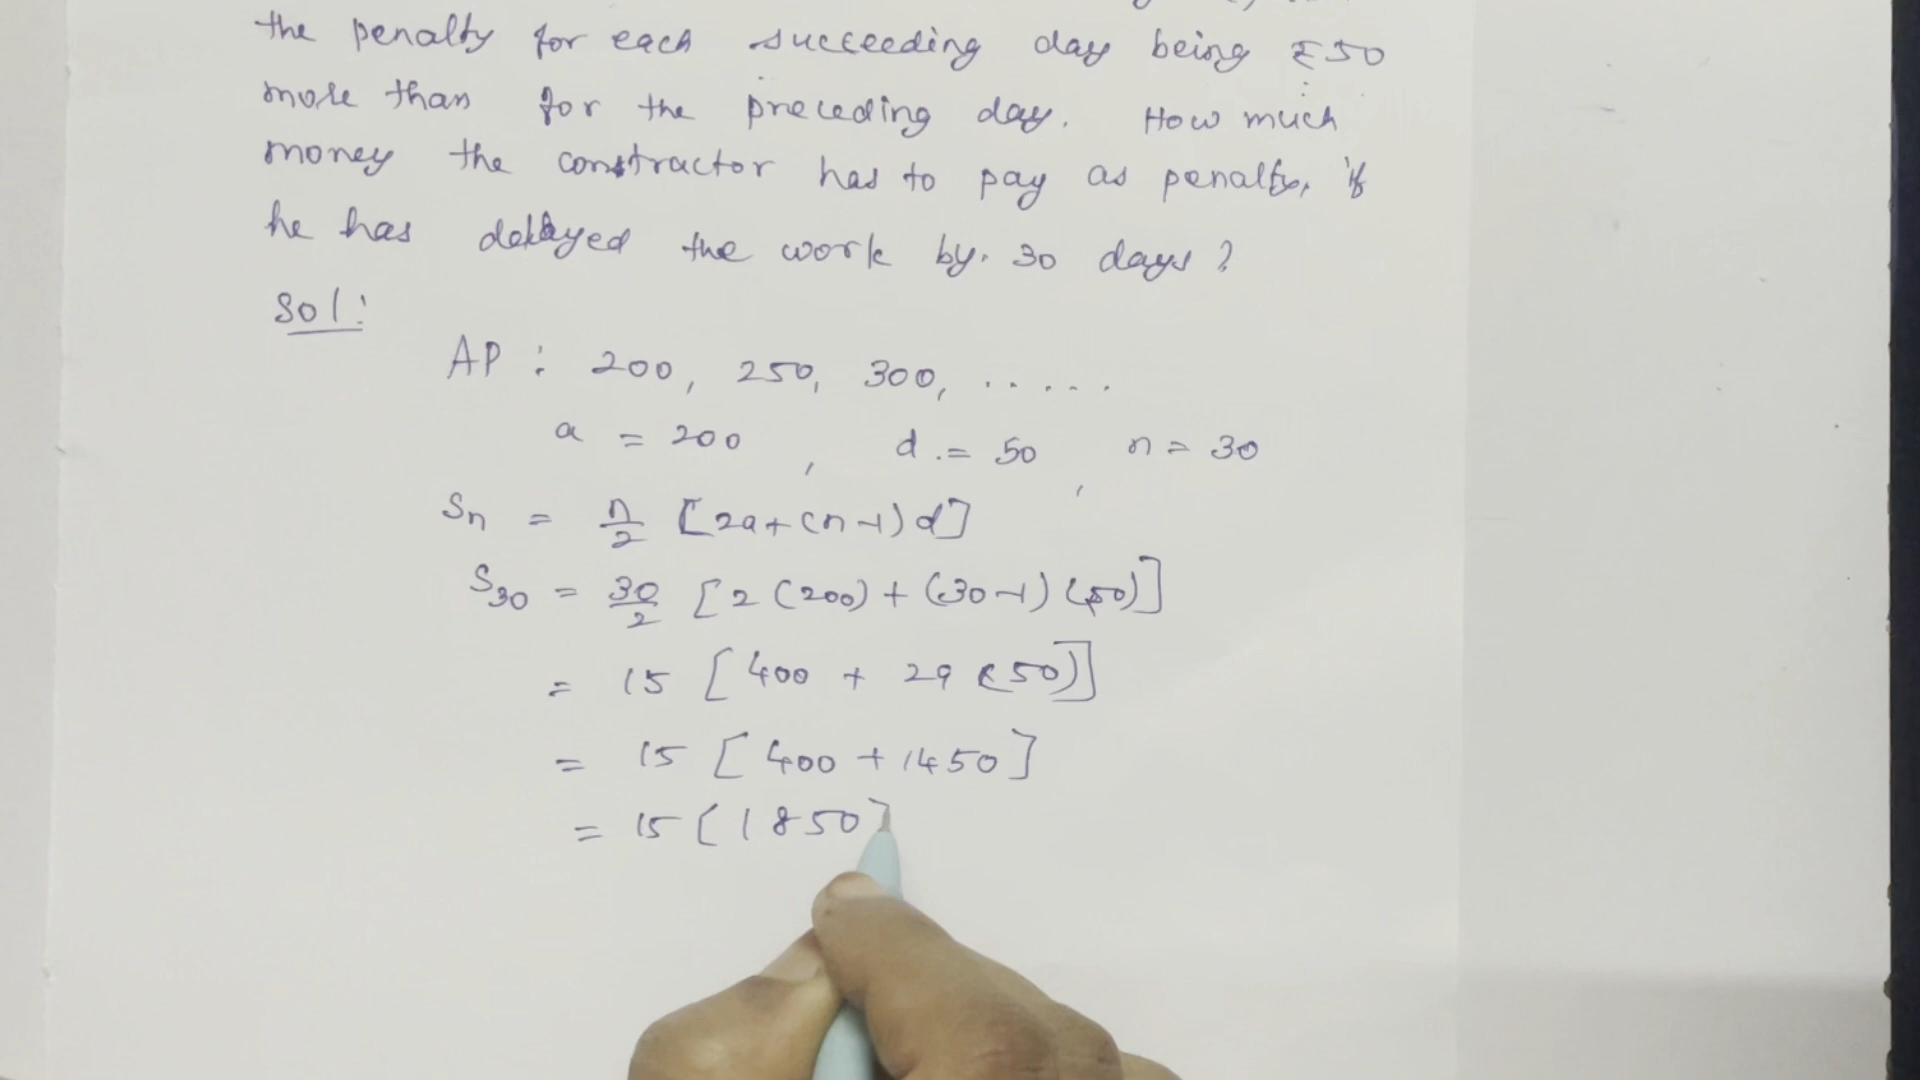 the penalty for each succeeding day being ₹50
more than for the preceding day. How much
money the constractor has to pay as penalty, if
he has delayed the work by. 30 days?
Sol:
AP : 200, 250, 300, .....
a = 200, d = 50, n = 30
Sn = n/2 [2a+(n-1)d]
S30 = 30/2 [2(200)+(30-1)(50)]
= 15 [400 + 29(50)]
= 15 [400+1450]
= 15[1850]